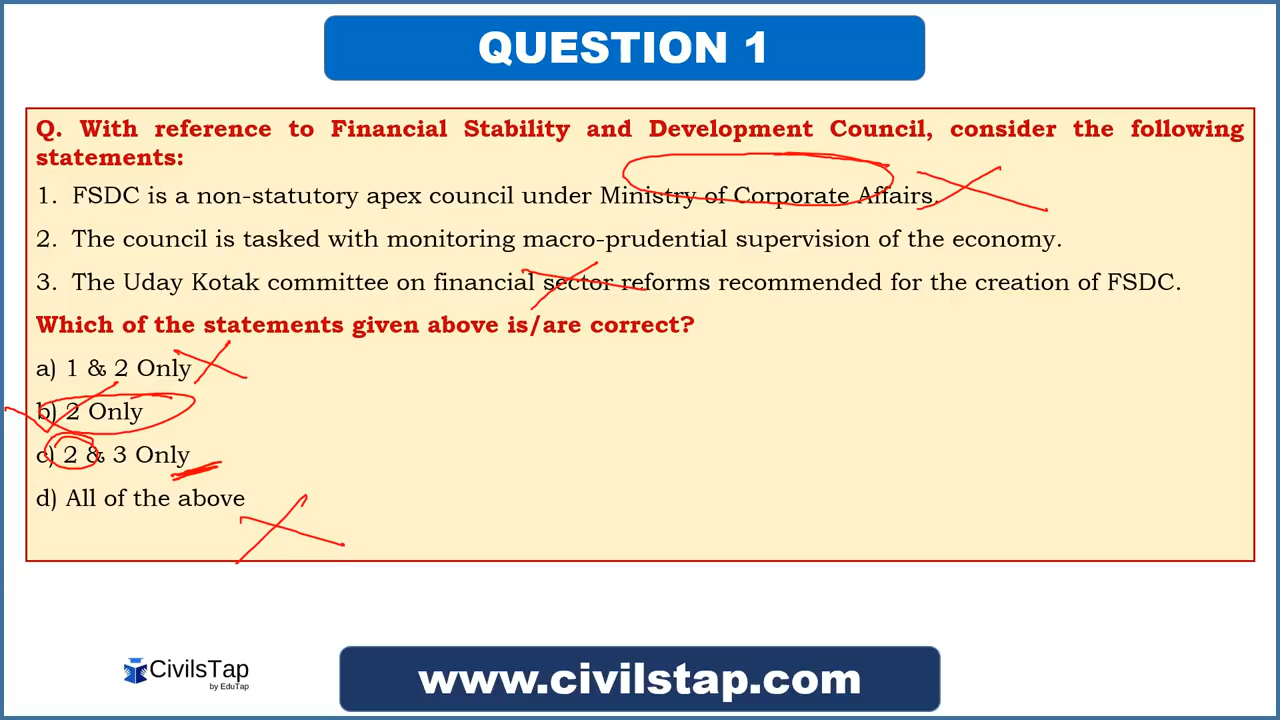 QUESTION 1
Q. With reference to Financial Stability and Development Council, consider the following
statements:
1. FSDC is a non-statutory apex council under Ministry of Corporate Affairs.
2. The council is tasked with monitoring macro-prudential supervision of the economy.
3. The Uday Kotak committee on financial sector reforms recommended for the creation of FSDC.
Which of the statements given above is/are correct?
a) 1 & 2 Only
b) 2 Only
c) 2 & 3 Only
d) All of the above
CivilsTap
by EduTap
www.civilstap.com